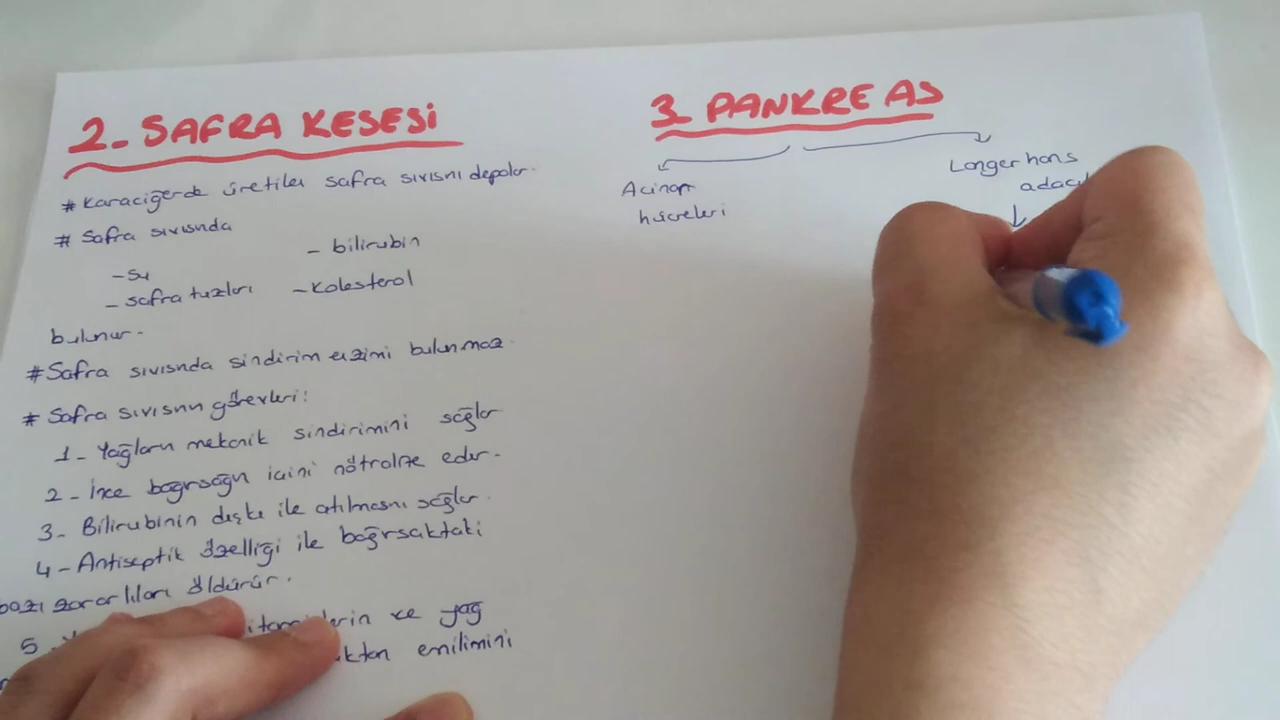 2- SAFRA KESESİ
# Karaciğerde üretilen safra sıvısını depolar.
# Safra sıvısında
- su
- bilirubin
- safra tuzları
- kolesterol
bulunur.
# Safra sıvısında sindirim enzimi bulunmaz.
# Safra sıvısının görevleri:
1- Yağların mekanik sindirimini sağlar
2- İnce bağırsağın içini nötralize eder.
3- Bilirubinin dışkı ile atılmasını sağlar.
4- Antiseptik özelliği ile bağırsaktaki
bazı zararlıları öldürür.
5 ve yağ
emilimini
3. PANKREAS
Acinar
hücreleri
Langerhans